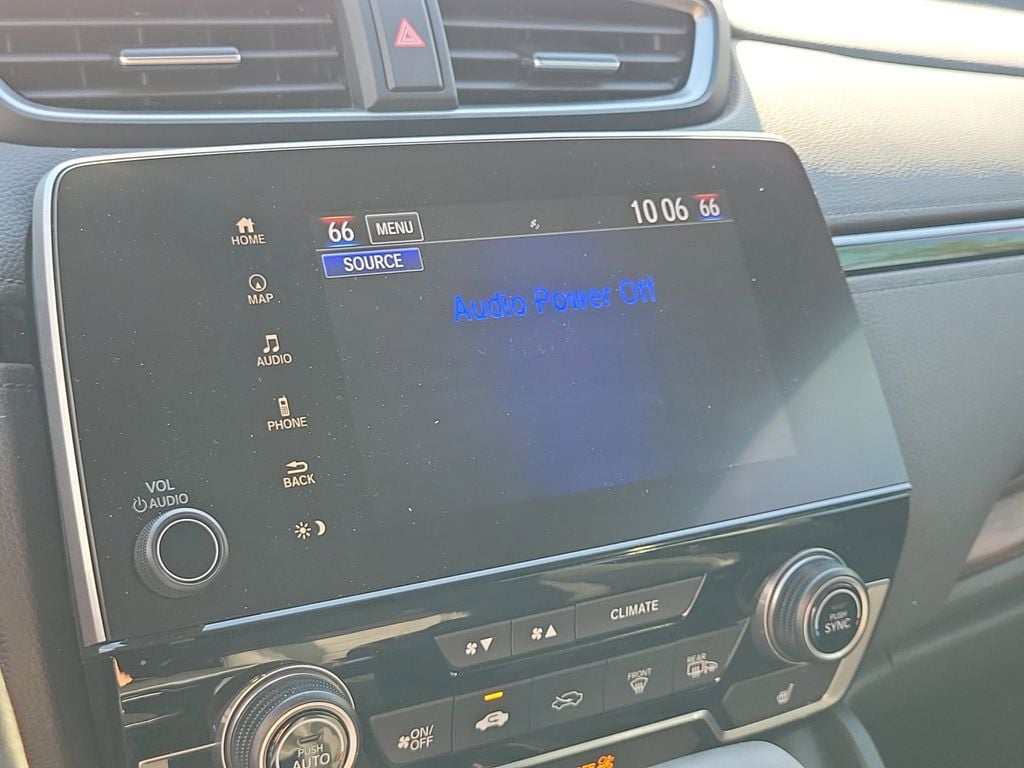 66 MENU 10 06 66
SOURCE
Audio Power Off
HOME
MAP
AUDIO
PHONE
BACK
VOL
AUDIO
CLIMATE
PUSH
SYNC
ON/
OFF
FRONT
REAR
PUSH
AUTO